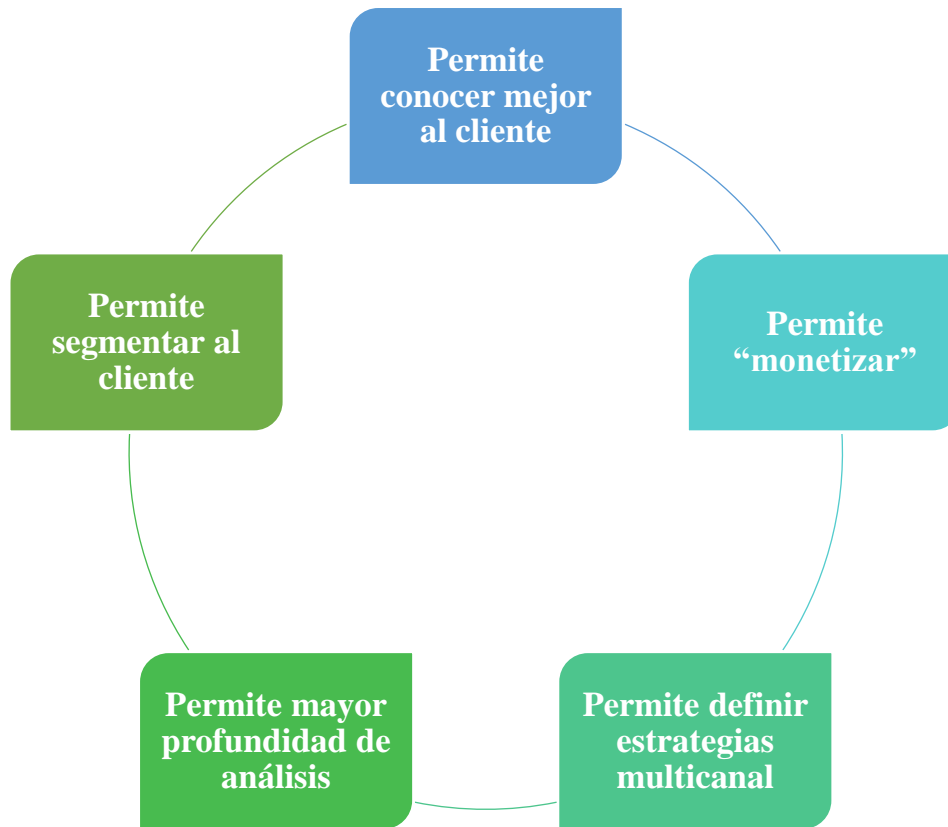 Permite
conocer mejor
al cliente
Permite
“monetizar”
Permite definir
estrategias
multicanal
Permite mayor
profundidad de
análisis
Permite
segmentar al
cliente